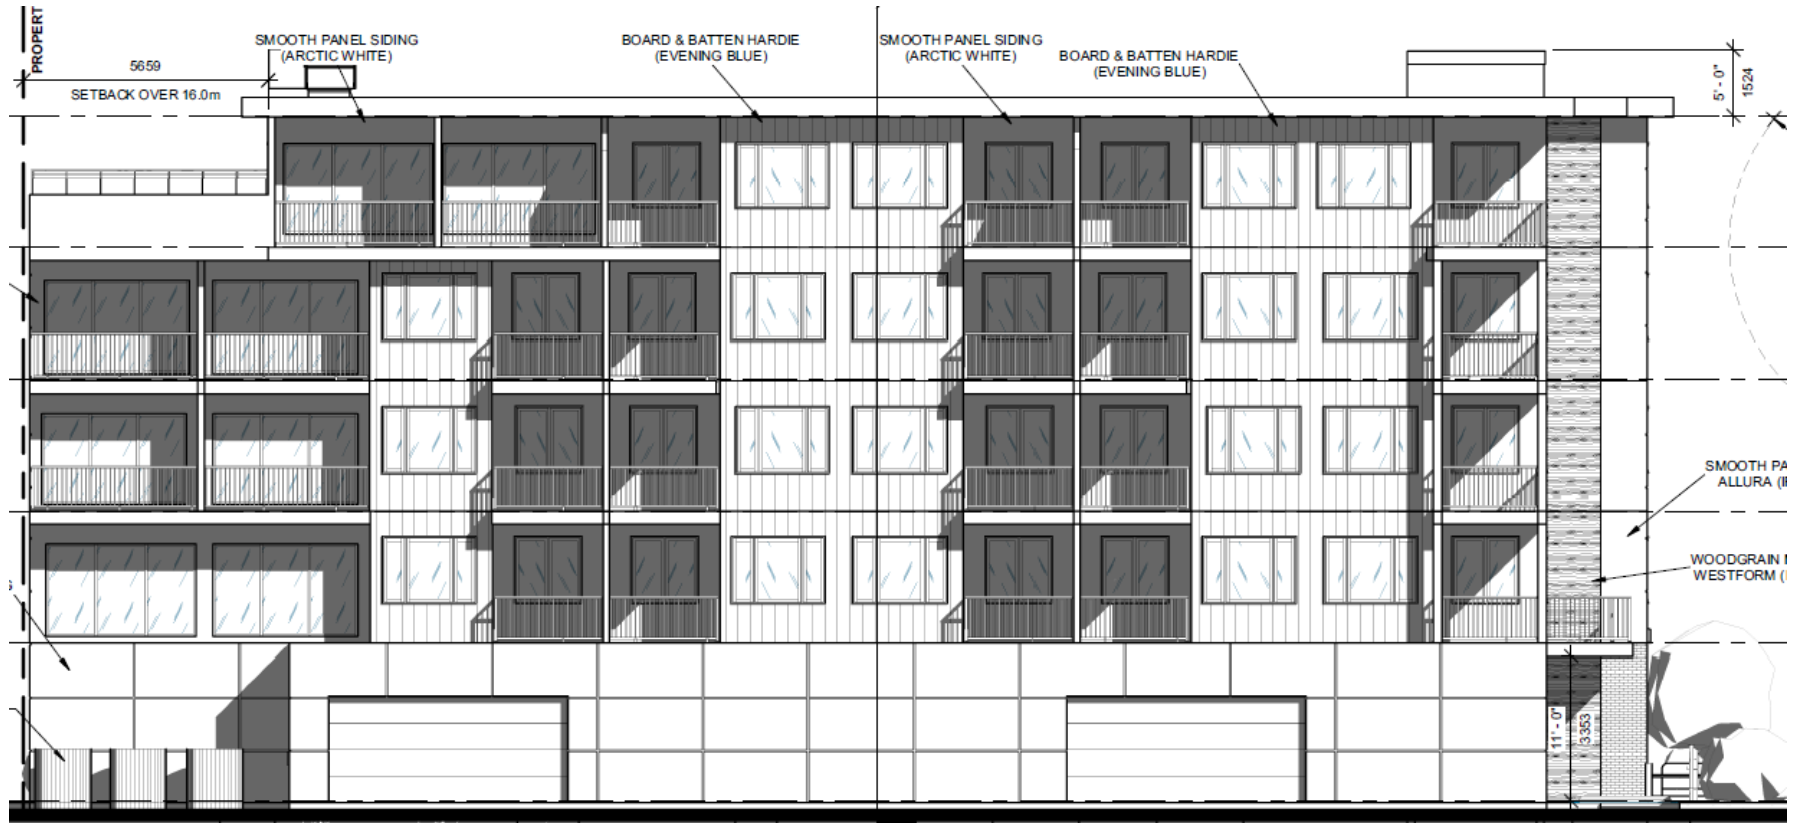 PROPERT
5659
SETBACK OVER 16.0m
SMOOTH PANEL SIDING
(ARCTIC WHITE)
BOARD & BATTEN HARDIE
(EVENING BLUE)
SMOOTH PANEL SIDING
(ARCTIC WHITE)
BOARD & BATTEN HARDIE
(EVENING BLUE)
5' - 0"
1524
SMOOTH PA
ALLURA (
WOODGRAIN
WESTFORM (
11' - 0"
3353